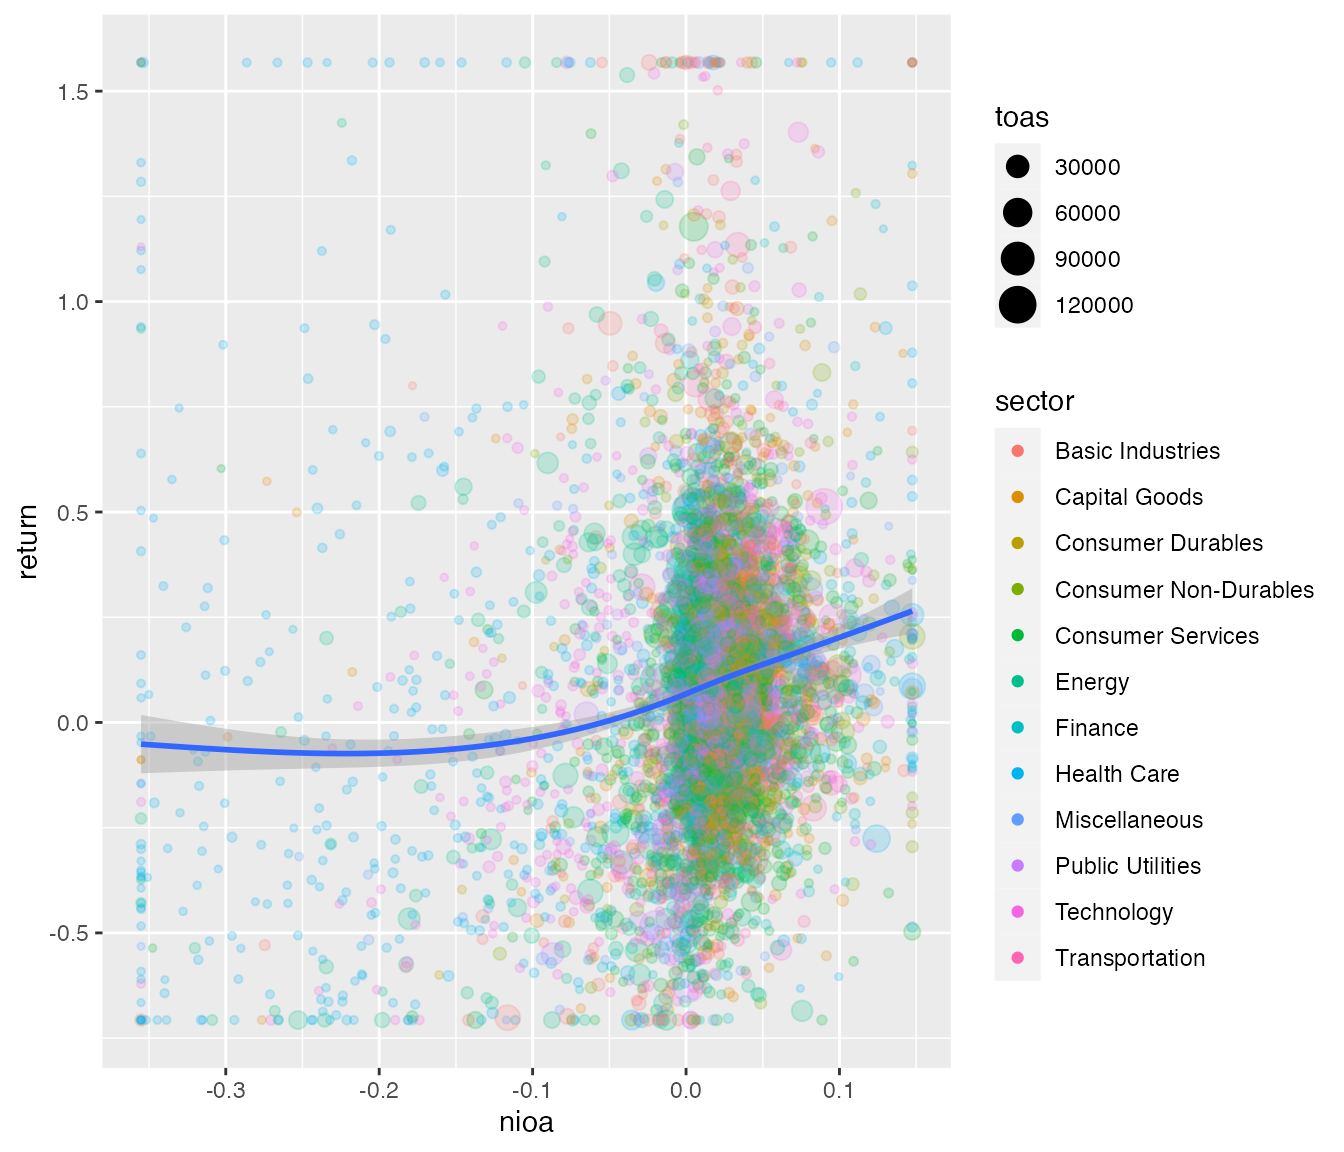 1.5
1.0
0.5
0.0
-0.5
return
-0.3
-0.2
-0.1
0.0
0.1
nioa
toas
30000
60000
90000
120000
sector
Basic Industries
Capital Goods
Consumer Durables
Consumer Non-Durables
Consumer Services
Energy
Finance
Health Care
Miscellaneous
Public Utilities
Technology
Transportation